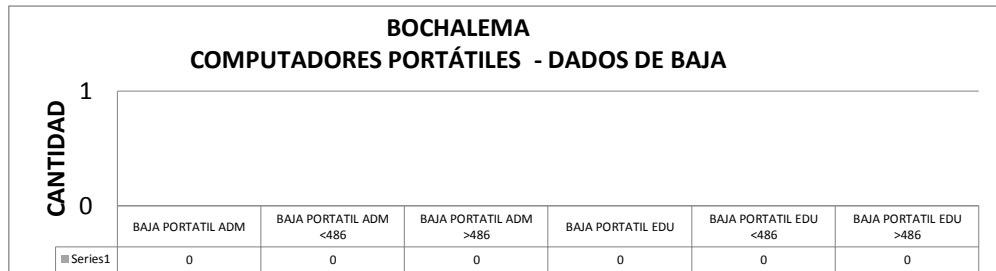 BOCHALEMA
COMPUTADORES PORTÁTILES - DADOS DE BAJA
CANTIDAD
1
0
BAJA PORTATIL ADM
BAJA PORTATIL ADM <486
BAJA PORTATIL ADM >486
BAJA PORTATIL EDU
BAJA PORTATIL EDU <486
BAJA PORTATIL EDU >486
Series1 0 0 0 0 0 0